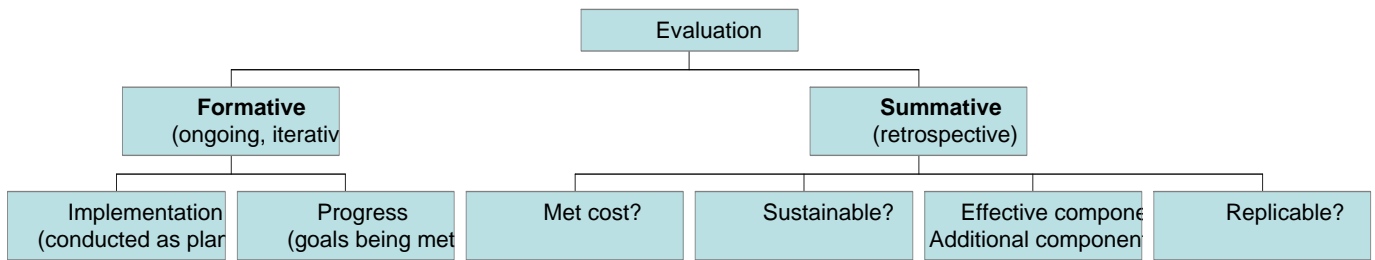 Evaluation
Formative
(ongoing, iterativ
Summative
(retrospective)
Implementation
(conducted as plan
Progress
(goals being met
Met cost?
Sustainable?
Effective compone
Additional component
Replicable?